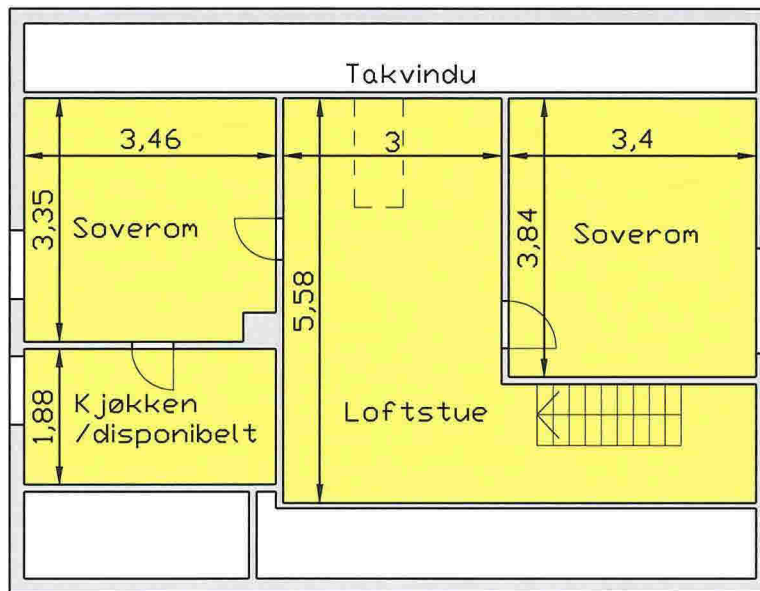 Takvindu
3,46
3
3,4
3,35
Soverom
3,84
Soverom
5,58
1,88
Kjøkken
/disponibelt
Loftstue